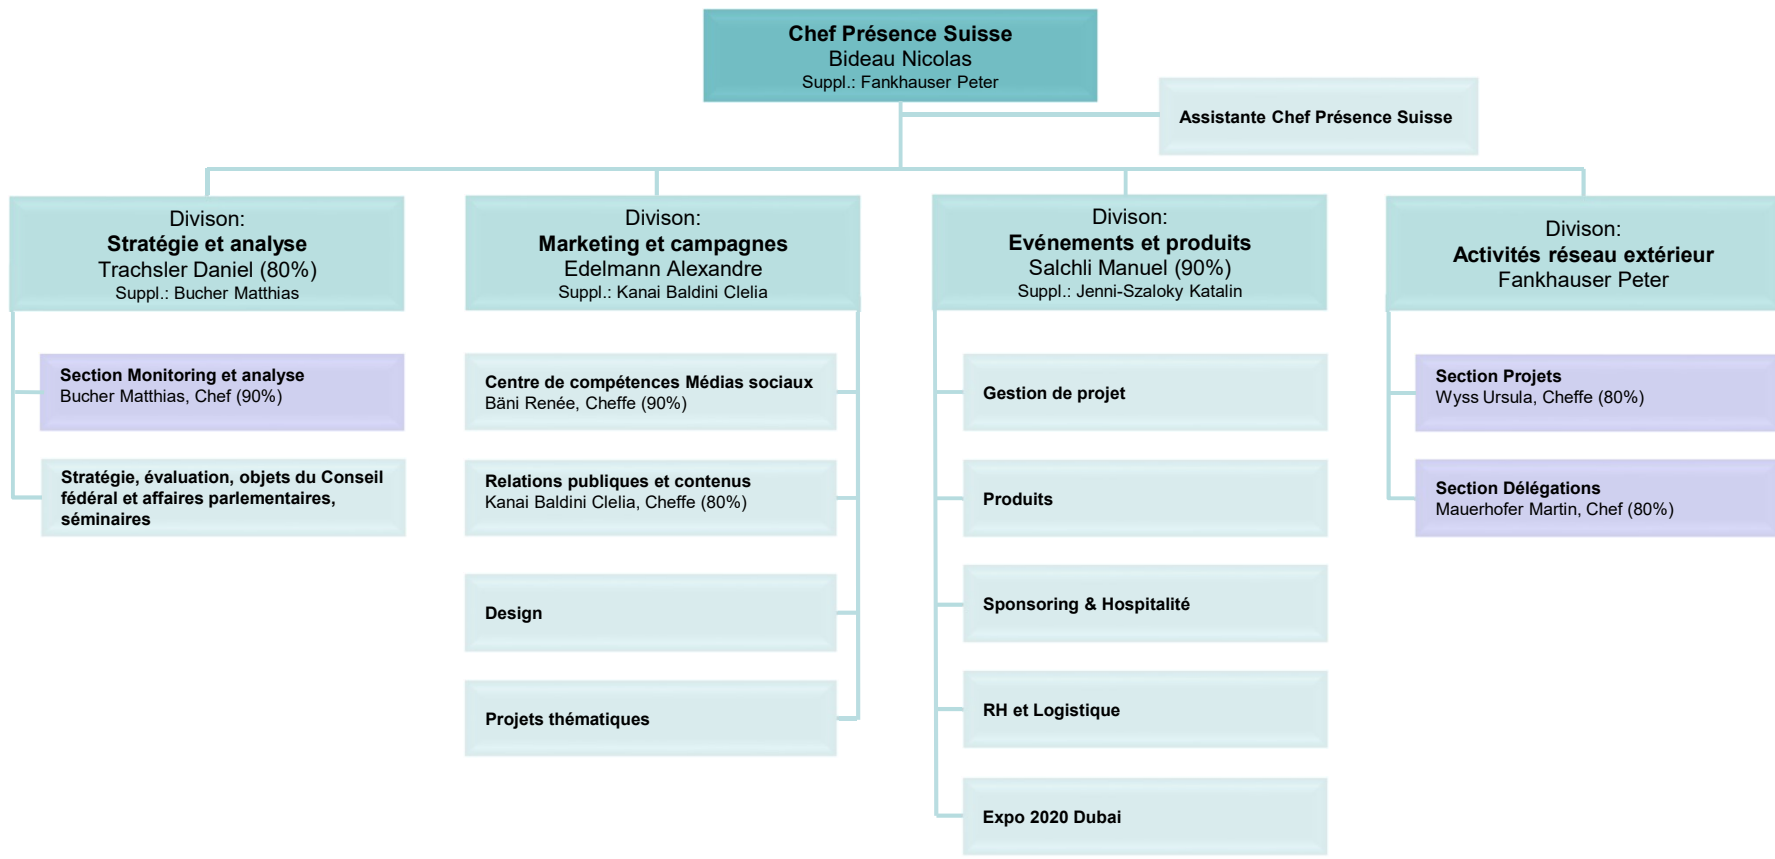 Chef Présence Suisse
Bideau Nicolas
Suppl.: Fankhauser Peter
Assistante Chef Présence Suisse
Divison:
Stratégie et analyse
Trachsler Daniel (80%)
Suppl.: Bucher Matthias
Section Monitoring et analyse
Bucher Matthias, Chef (90%)
Stratégie, évaluation, objets du Conseil
fédéral et affaires parlementaires,
séminaires
Divison:
Marketing et campagnes
Edelmann Alexandre
Suppl.: Kanai Baldini Clelia
Centre de compétences Médias sociaux
Bäni Renée, Cheffe (90%)
Relations publiques et contenus
Kanai Baldini Clelia, Cheffe (80%)
Design
Projets thématiques
Divison:
Evénements et produits
Salchli Manuel (90%)
Suppl.: Jenni-Szaloky Katalin
Gestion de projet
Produits
Sponsoring & Hospitalité
RH et Logistique
Expo 2020 Dubai
Divison:
Activités réseau extérieur
Fankhauser Peter
Section Projets
Wyss Ursula, Cheffe (80%)
Section Délégations
Mauerhofer Martin, Chef (80%)